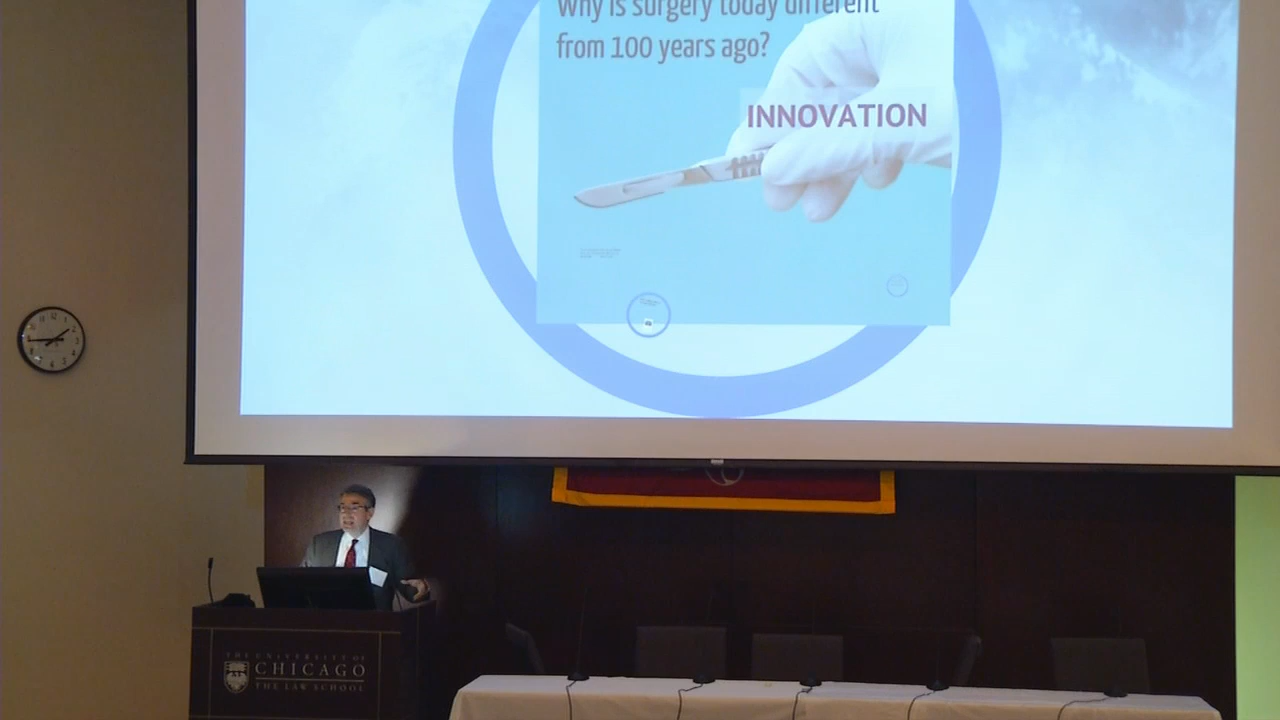 Why is surgery today different
from 100 years ago?
INNOVATION
THE UNIVERSITY OF
CHICAGO
THE LAW SCHOOL